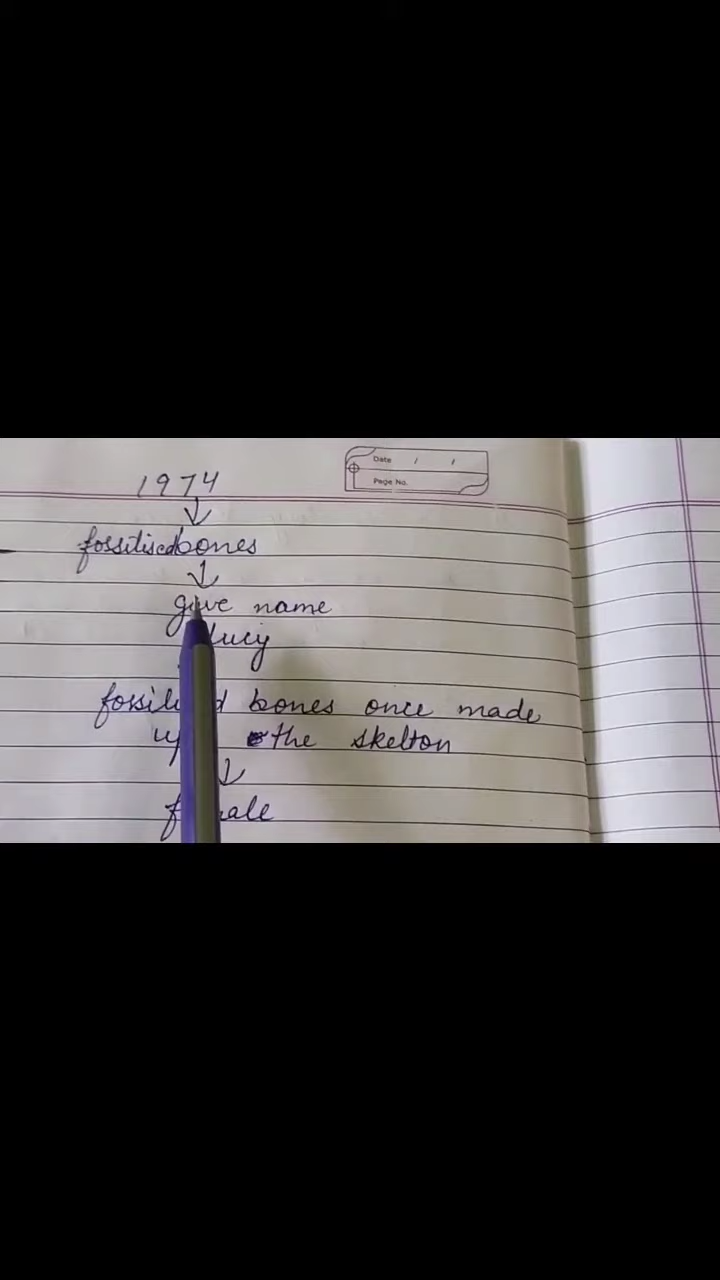 1974
Date / /
Page No.
fossilised bones
give name
Lucy
bones once made
the skelton